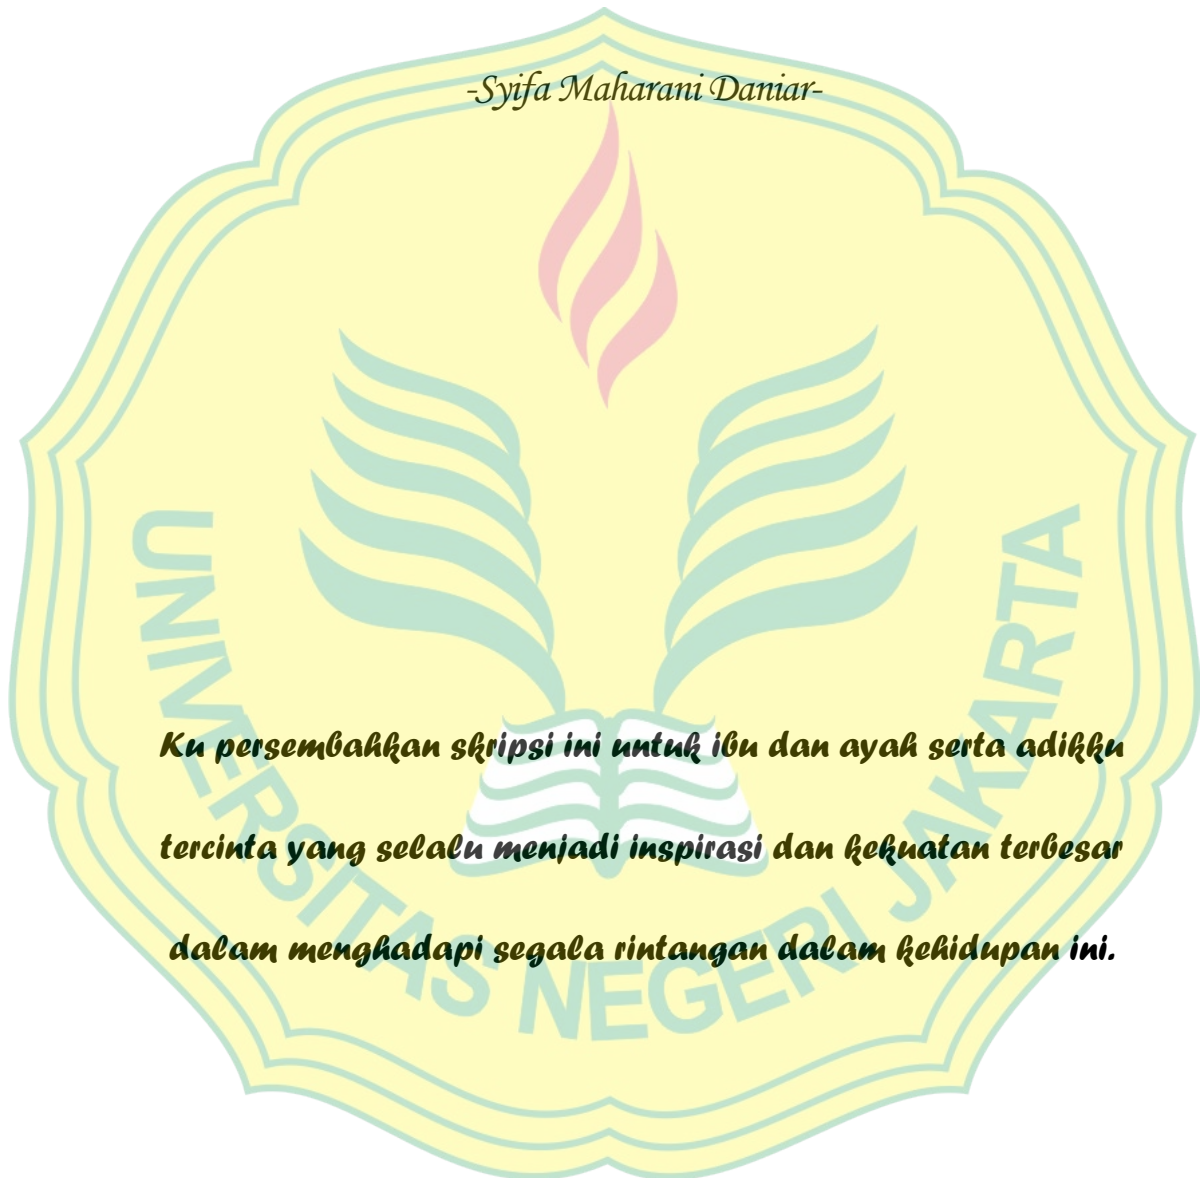 -Syifa Maharani Daniar-
Ku persembahkan skripsi ini untuk ibu dan ayah serta adikku
tercinta yang selalu menjadi inspirasi dan kekuatan terbesar
dalam menghadapi segala rintangan dalam kehidupan ini.
UNIVERSITAS NEGERI JAKARTA